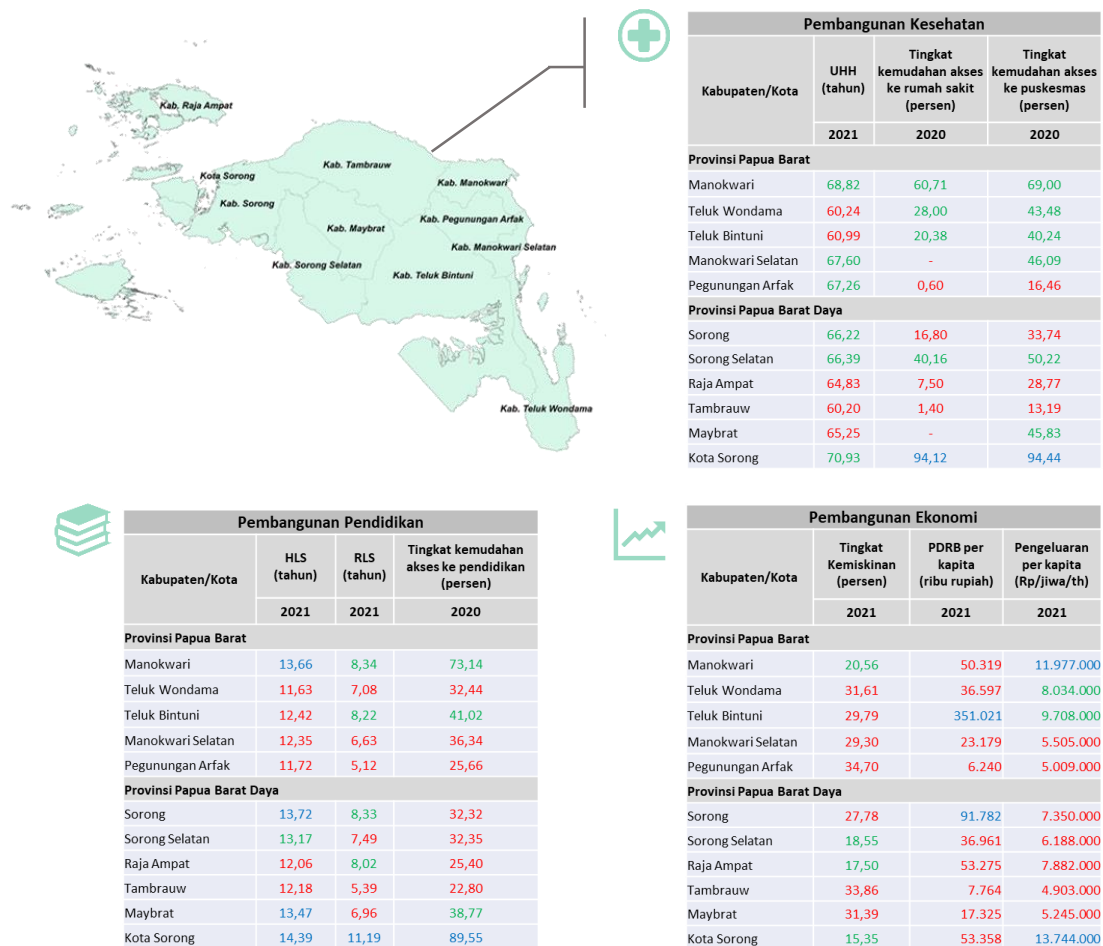 Kab. Raja Ampat
Kab. Tambrauw
Kota Sorong
Kab. Manokwari
Kab. Sorong
Kab. Pegunungan Arfak
Kab. Maybrat
Kab. Manokwari Selatan
Kab. Sorong Selatan
Kab. Teluk Bintuni
Kab. Teluk Wondama
Pembangunan Kesehatan
Kabupaten/Kota UHH (tahun) Tingkat kemudahan akses ke rumah sakit (persen) Tingkat kemudahan akses ke puskesmas (persen)
2021 2020 2020
Provinsi Papua Barat
Manokwari 68,82 60,71 69,00
Teluk Wondama 60,24 28,00 43,48
Teluk Bintuni 60,99 20,38 40,24
Manokwari Selatan 67,60 - 46,09
Pegunungan Arfak 67,26 0,60 16,46
Provinsi Papua Barat Daya
Sorong 66,22 16,80 33,74
Sorong Selatan 66,39 40,16 50,22
Raja Ampat 64,83 7,50 28,77
Tambrauw 60,20 1,40 13,19
Maybrat 65,25 - 45,83
Kota Sorong 70,93 94,12 94,44
Pembangunan Pendidikan
Kabupaten/Kota HLS (tahun) RLS (tahun) Tingkat kemudahan akses ke pendidikan (persen)
2021 2021 2020
Provinsi Papua Barat
Manokwari 13,66 8,34 73,14
Teluk Wondama 11,63 7,08 32,44
Teluk Bintuni 12,42 8,22 41,02
Manokwari Selatan 12,35 6,63 36,34
Pegunungan Arfak 11,72 5,12 25,66
Provinsi Papua Barat Daya
Sorong 13,72 8,33 32,32
Sorong Selatan 13,17 7,49 32,35
Raja Ampat 12,06 8,02 25,40
Tambrauw 12,18 5,39 22,80
Maybrat 13,47 6,96 38,77
Kota Sorong 14,39 11,19 89,55
Pembangunan Ekonomi
Kabupaten/Kota Tingkat Kemiskinan (persen) PDRB per kapita (ribu rupiah) Pengeluaran per kapita (Rp/jiwa/th)
2021 2021 2021
Provinsi Papua Barat
Manokwari 20,56 50.319 11.977.000
Teluk Wondama 31,61 36.597 8.034.000
Teluk Bintuni 29,79 351.021 9.708.000
Manokwari Selatan 29,30 23.179 5.505.000
Pegunungan Arfak 34,70 6.240 5.009.000
Provinsi Papua Barat Daya
Sorong 27,78 91.782 7.350.000
Sorong Selatan 18,55 36.961 6.188.000
Raja Ampat 17,50 53.275 7.882.000
Tambrauw 33,86 7.764 4.903.000
Maybrat 31,39 17.325 5.245.000
Kota Sorong 15,35 53.358 13.744.000